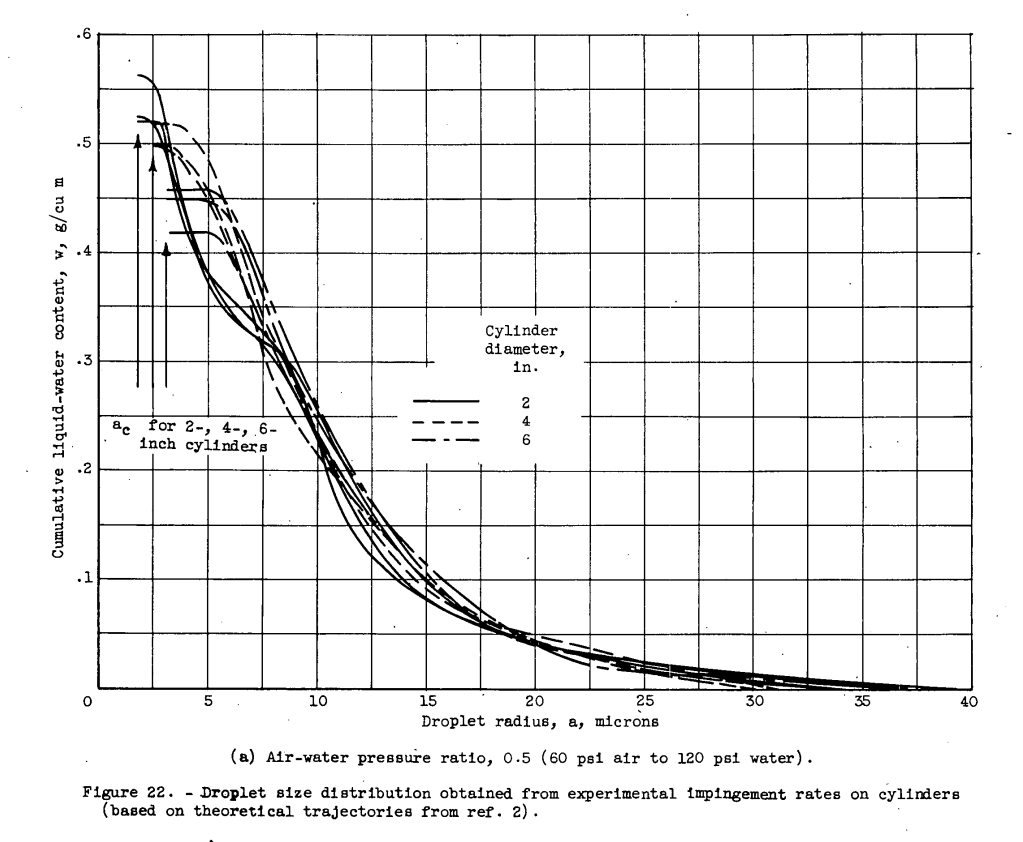 .6
.5
.4
.3
.2
.1
Cumulative liquid-water content, w, g/cu m
Cylinder
diameter,
in.
2
4
6
a_c for 2-, 4-, 6-
inch cylinders
0 5 10 15 20 25 30 35 40
Droplet radius, a, microns
(a) Air-water pressure ratio, 0.5 (60 psi air to 120 psi water).
Figure 22. - Droplet size distribution obtained from experimental impingement rates on cylinders
(based on theoretical trajectories from ref. 2).